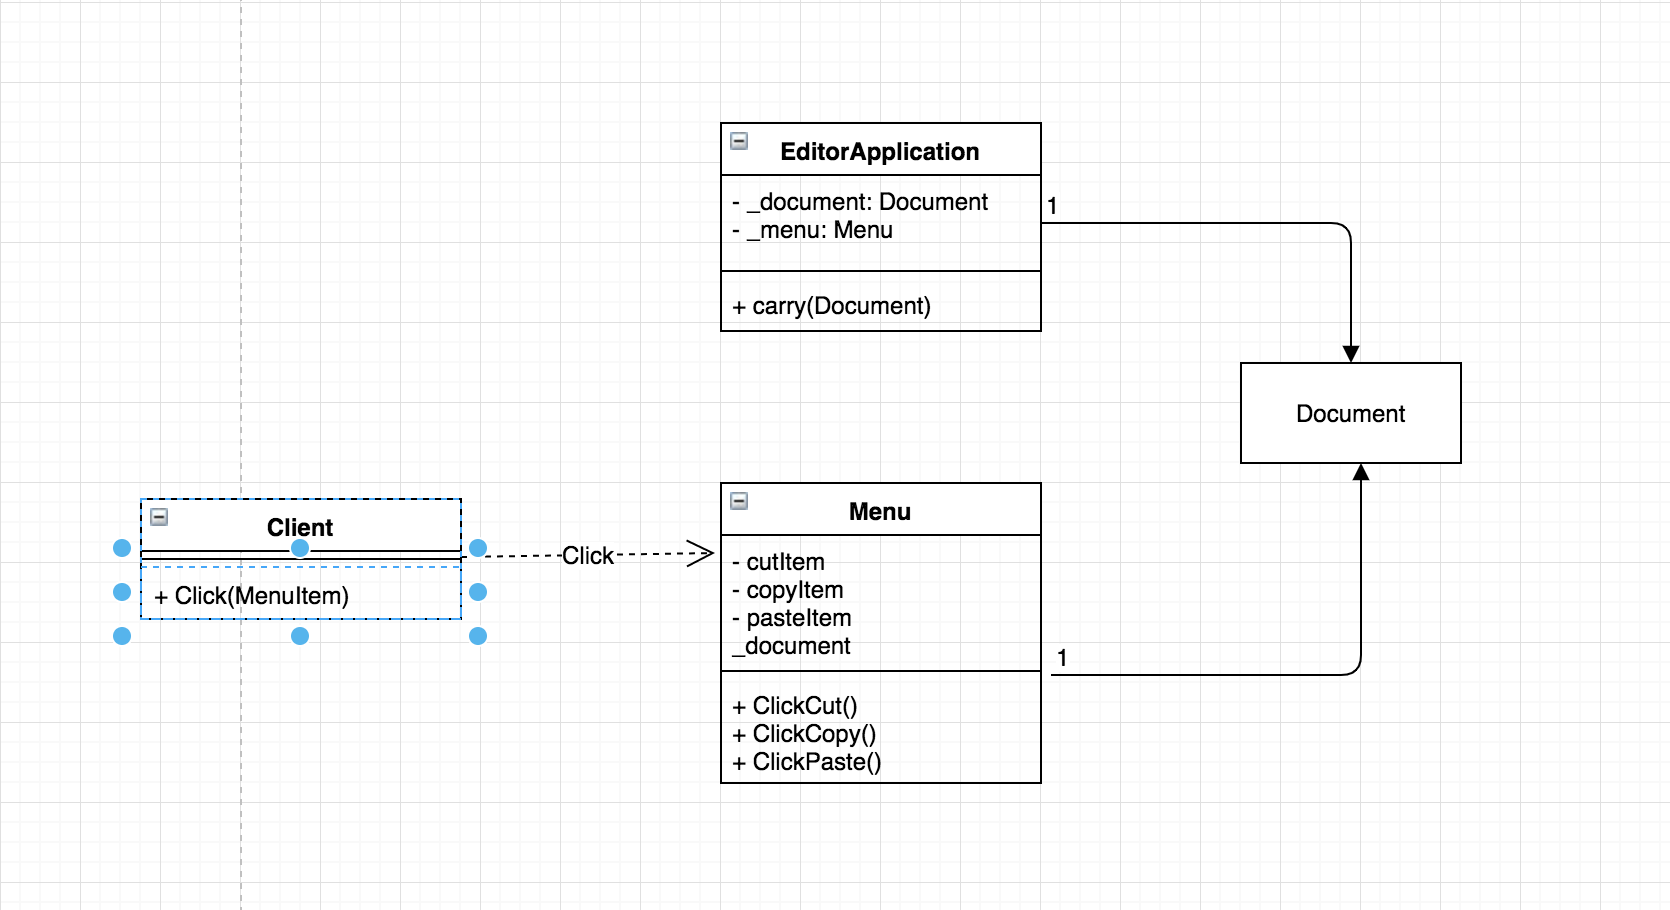 EditorApplication
- _document: Document
- _menu: Menu
+ carry(Document)
1
Document
Client
+ Click(MenuItem)
Click
Menu
- cutItem
- copyItem
- pasteItem
_document
+ ClickCut()
+ ClickCopy()
+ ClickPaste()
1